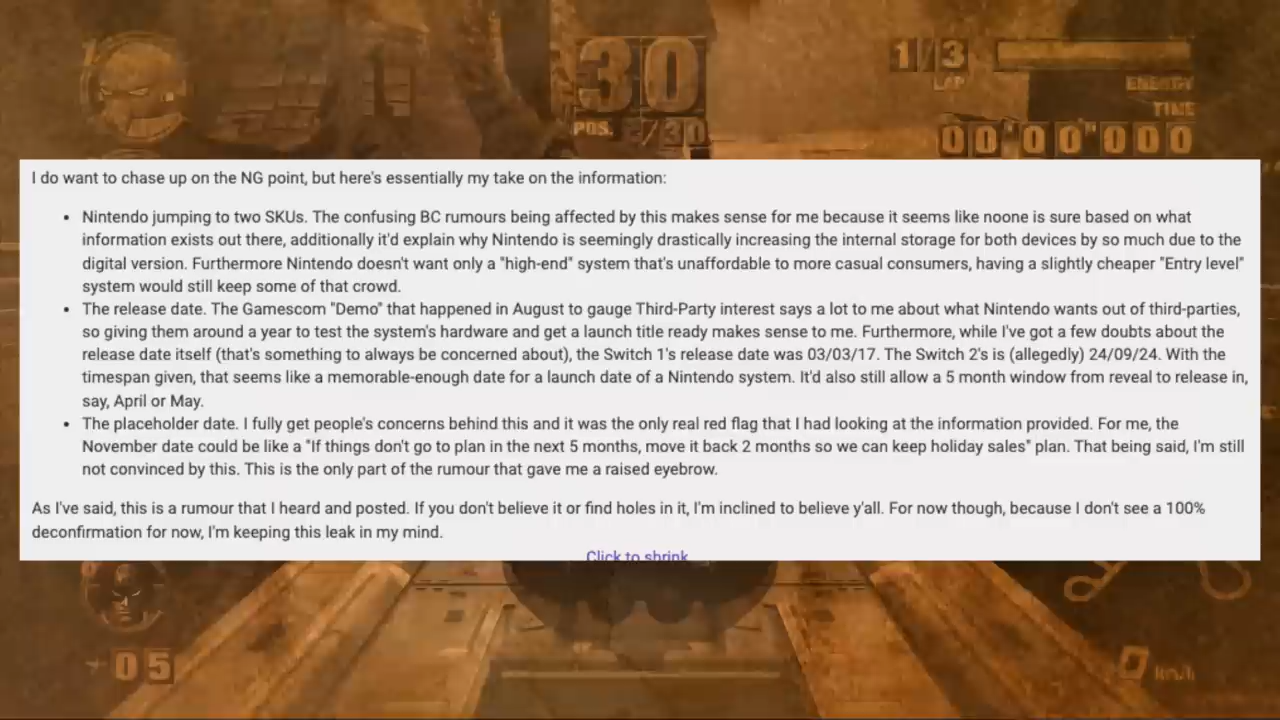 30
POS.
/30
1/3
LAP
ENERGY
TIME
00"00"000
I do want to chase up on the NG point, but here's essentially my take on the information:
• Nintendo jumping to two SKUs. The confusing BC rumours being affected by this makes sense for me because it seems like noone is sure based on what
information exists out there, additionally it'd explain why Nintendo is seemingly drastically increasing the internal storage for both devices by so much due to the
digital version. Furthermore Nintendo doesn't want only a "high-end" system that's unaffordable to more casual consumers, having a slightly cheaper "Entry level"
system would still keep some of that crowd.
• The release date. The Gamescom "Demo" that happened in August to gauge Third-Party interest says a lot to me about what Nintendo wants out of third-parties,
so giving them around a year to test the system's hardware and get a launch title ready makes sense to me. Furthermore, while I've got a few doubts about the
release date itself (that's something to always be concerned about), the Switch 1's release date was 03/03/17. The Switch 2's is (allegedly) 24/09/24. With the
timespan given, that seems like a memorable-enough date for a launch date of a Nintendo system. It'd also still allow a 5 month window from reveal to release in,
say, April or May.
• The placeholder date. I fully get people's concerns behind this and it was the only real red flag that I had looking at the information provided. For me, the
November date could be like a "If things don't go to plan in the next 5 months, move it back 2 months so we can keep holiday sales" plan. That being said, I'm still
not convinced by this. This is the only part of the rumour that gave me a raised eyebrow.
As I've said, this is a rumour that I heard and posted. If you don't believe it or find holes in it, I'm inclined to believe y'all. For now though, because I don't see a 100%
deconfirmation for now, I'm keeping this leak in my mind.
Click to shrink
+05
0 km/h